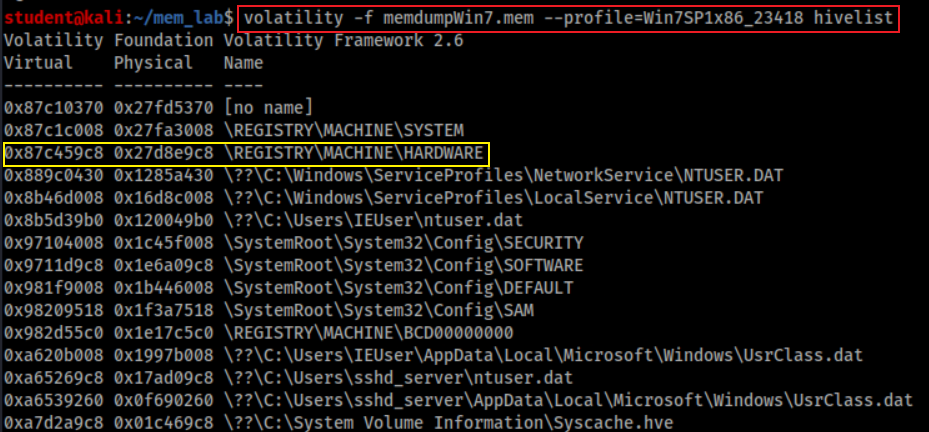 student@kali:~/mem_lab$ volatility -f memdumpWin7.mem --profile=Win7SP1x86_23418 hivelist
Volatility Foundation Volatility Framework 2.6
Virtual    Physical   Name
---------- ---------- ----
0x87c10370 0x27fd5370 [no name]
0x87c1c008 0x27fa3008 \REGISTRY\MACHINE\SYSTEM
0x87c459c8 0x27d8e9c8 \REGISTRY\MACHINE\HARDWARE
0x889c0430 0x1285a430 \??\C:\Windows\ServiceProfiles\NetworkService\NTUSER.DAT
0x8b46d008 0x16d8c008 \??\C:\Windows\ServiceProfiles\LocalService\NTUSER.DAT
0x8b5d39b0 0x120049b0 \??\C:\Users\IEUser\ntuser.dat
0x97104008 0x1c45f008 \SystemRoot\System32\Config\SECURITY
0x9711d9c8 0x1e6a09c8 \SystemRoot\System32\Config\SOFTWARE
0x981f9008 0x1b446008 \SystemRoot\System32\Config\DEFAULT
0x98209518 0x1f3a7518 \SystemRoot\System32\Config\SAM
0x982d55c0 0x1e17c5c0 \REGISTRY\MACHINE\BCD00000000
0xa620b008 0x1997b008 \??\C:\Users\IEUser\AppData\Local\Microsoft\Windows\UsrClass.dat
0xa65269c8 0x17ad09c8 \??\C:\Users\sshd_server\ntuser.dat
0xa6539260 0x0f690260 \??\C:\Users\sshd_server\AppData\Local\Microsoft\Windows\UsrClass.dat
0xa7d2a9c8 0x01c469c8 \??\C:\System Volume Information\Syscache.hve